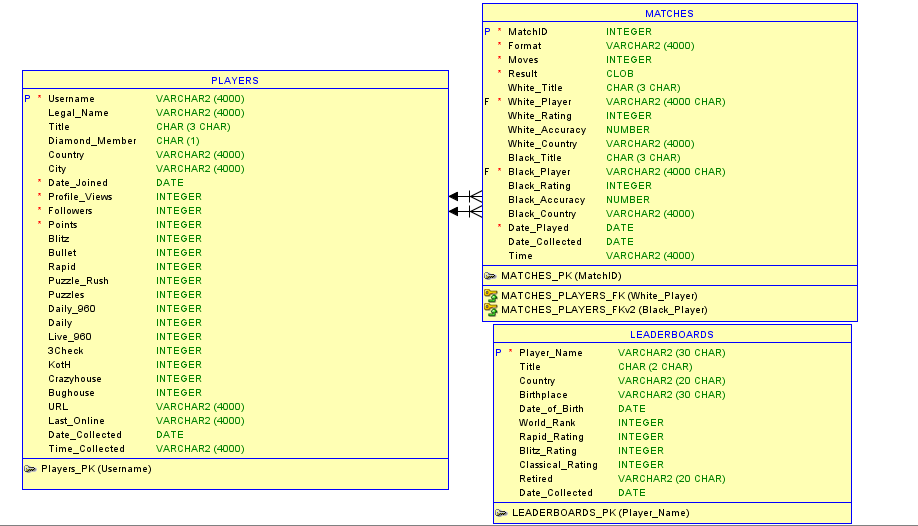 PLAYERS
P * Username VARCHAR2 (4000)
Legal_Name VARCHAR2 (4000)
Title CHAR (3 CHAR)
Diamond_Member CHAR (1)
Country VARCHAR2 (4000)
City VARCHAR2 (4000)
* Date_Joined DATE
* Profile_Views INTEGER
* Followers INTEGER
* Points INTEGER
Blitz INTEGER
Bullet INTEGER
Rapid INTEGER
Puzzle_Rush INTEGER
Puzzles INTEGER
Daily_960 INTEGER
Daily INTEGER
Live_960 INTEGER
3Check INTEGER
KotH INTEGER
Crazyhouse INTEGER
Bughouse INTEGER
URL VARCHAR2 (4000)
Last_Online VARCHAR2 (4000)
Date_Collected DATE
Time_Collected VARCHAR2 (4000)
Players_PK (Username)
MATCHES
P * MatchID INTEGER
* Format VARCHAR2 (4000)
* Moves INTEGER
* Result CLOB
White_Title CHAR (3 CHAR)
F * White_Player VARCHAR2 (4000 CHAR)
White_Rating INTEGER
White_Accuracy NUMBER
White_Country VARCHAR2 (4000)
Black_Title CHAR (3 CHAR)
F * Black_Player VARCHAR2 (4000 CHAR)
Black_Rating INTEGER
Black_Accuracy NUMBER
Black_Country VARCHAR2 (4000)
* Date_Played DATE
Date_Collected DATE
Time VARCHAR2 (4000)
MATCHES_PK (MatchID)
MATCHES_PLAYERS_FK (White_Player)
MATCHES_PLAYERS_FKv2 (Black_Player)
LEADERBOARDS
P * Player_Name VARCHAR2 (30 CHAR)
Title CHAR (2 CHAR)
Country VARCHAR2 (20 CHAR)
Birthplace VARCHAR2 (30 CHAR)
Date_of_Birth DATE
World_Rank INTEGER
Rapid_Rating INTEGER
Blitz_Rating INTEGER
Classical_Rating INTEGER
Retired VARCHAR2 (20 CHAR)
Date_Collected DATE
LEADERBOARDS_PK (Player_Name)